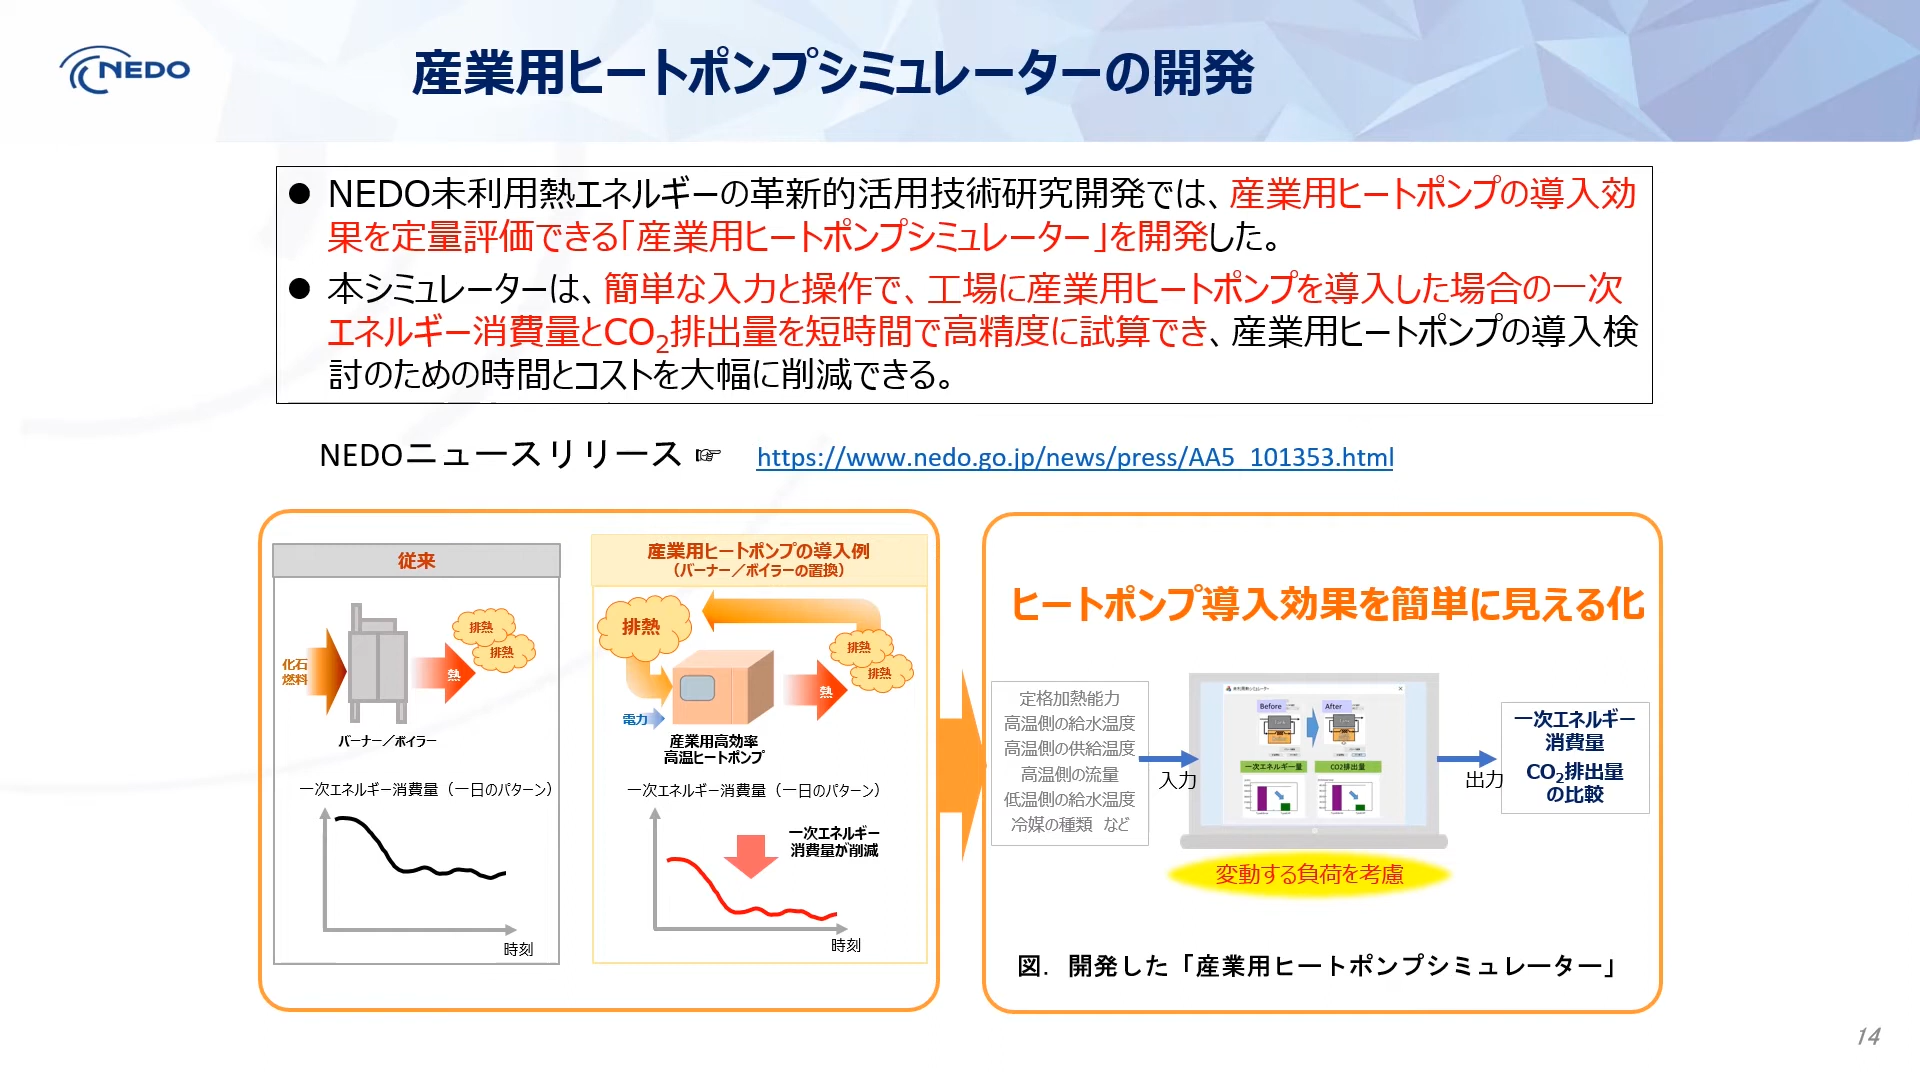 NEDO
産業用ヒートポンプシミュレーターの開発
● NEDO未利用熱エネルギーの革新的活用技術研究開発では、産業用ヒートポンプの導入効
果を定量評価できる「産業用ヒートポンプシミュレーター」を開発した。
● 本シミュレーターは、簡単な入力と操作で、工場に産業用ヒートポンプを導入した場合の一次
エネルギー消費量とCO2排出量を短時間で高精度に試算でき、産業用ヒートポンプの導入検
討のための時間とコストを大幅に削減できる。
NEDOニュースリリース ☞ https://www.nedo.go.jp/news/press/AA5_101353.html
従来
化石
燃料
熱
排熱
排熱
バーナー／ボイラー
一次エネルギー消費量（一日のパターン）
時刻
産業用ヒートポンプの導入例
（バーナー／ボイラーの置換）
排熱
排熱
排熱
熱
電力
産業用高効率
高温ヒートポンプ
一次エネルギー消費量（一日のパターン）
一次エネルギー
消費量が削減
時刻
ヒートポンプ導入効果を簡単に見える化
定格加熱能力
高温側の給水温度
高温側の供給温度
高温側の流量
低温側の給水温度
冷媒の種類 など
入力
Before
After
一次エネルギー量
CO2排出量
出力
一次エネルギー
消費量
CO2排出量
の比較
変動する負荷を考慮
図. 開発した「産業用ヒートポンプシミュレーター」
14